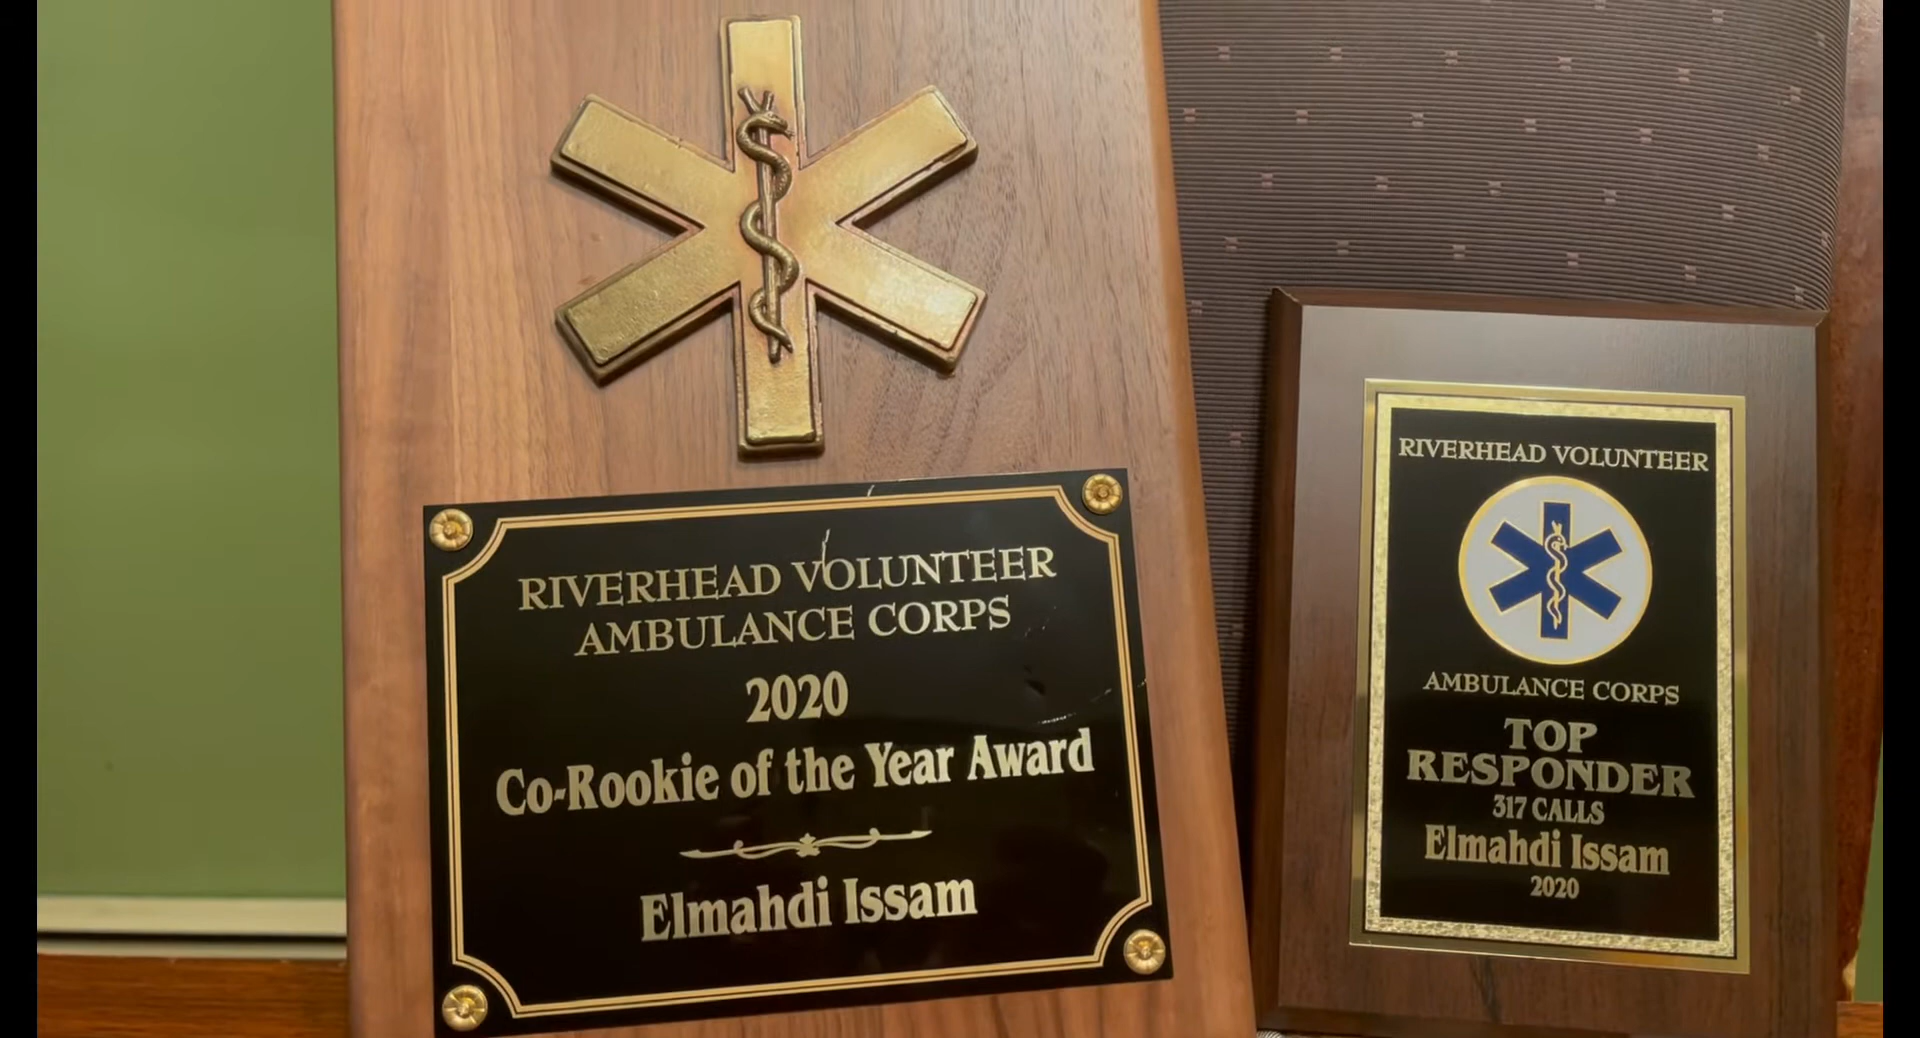 RIVERHEAD VOLUNTEER
AMBULANCE CORPS
2020
Co-Rookie of the Year Award
Elmahdi Issam
RIVERHEAD VOLUNTEER
AMBULANCE CORPS
TOP
RESPONDER
317 CALLS
Elmahdi Issam
2020